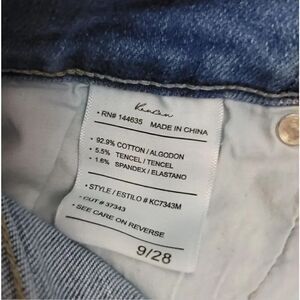 KanCan
• RN# 144635 MADE IN CHINA
• 92.9% COTTON / ALGODON
• 5.5% TENCEL / TENCEL
• 1.6% SPANDEX / ELASTANO
• STYLE / ESTILO # KC7343M
• CUT # 37343
• SEE CARE ON REVERSE
9/28